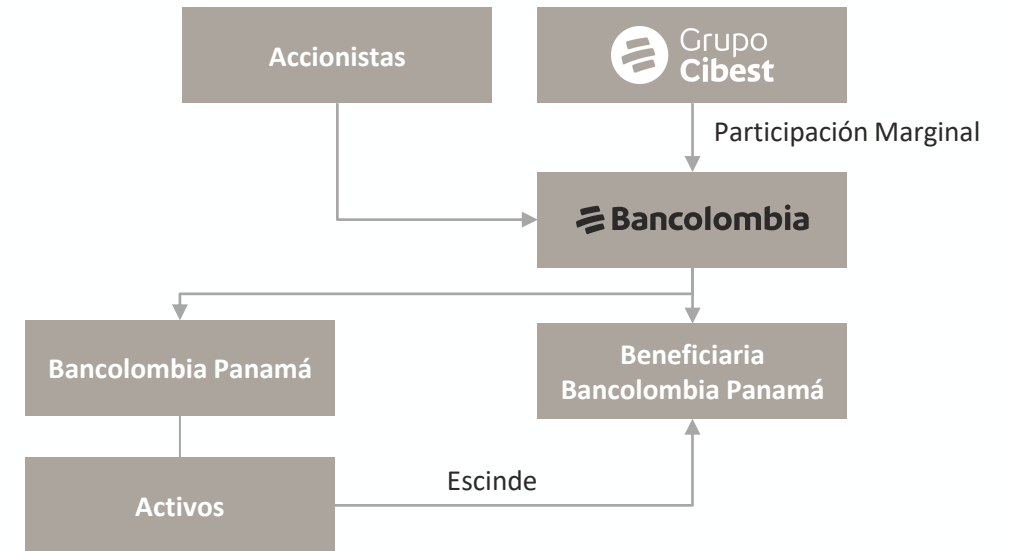 Accionistas
Grupo
Cibest
Participación Marginal
Bancolombia
Bancolombia Panamá
Beneficiaria
Bancolombia Panamá
Activos
Escinde